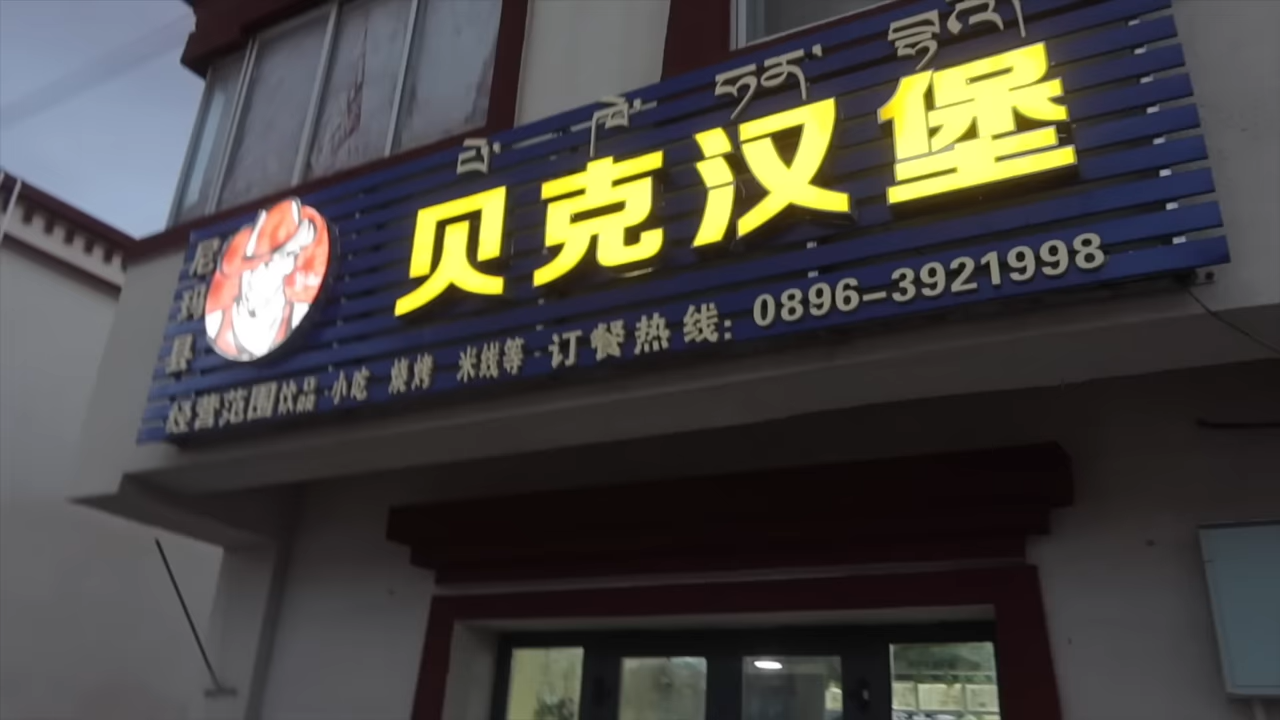 པེ་ ཁེ་ ཧན་ ཧྥོ།
贝克汉堡
尼玛县
经营范围 饮品 小吃 烧烤 米线等 订餐热线: 0896-3921998